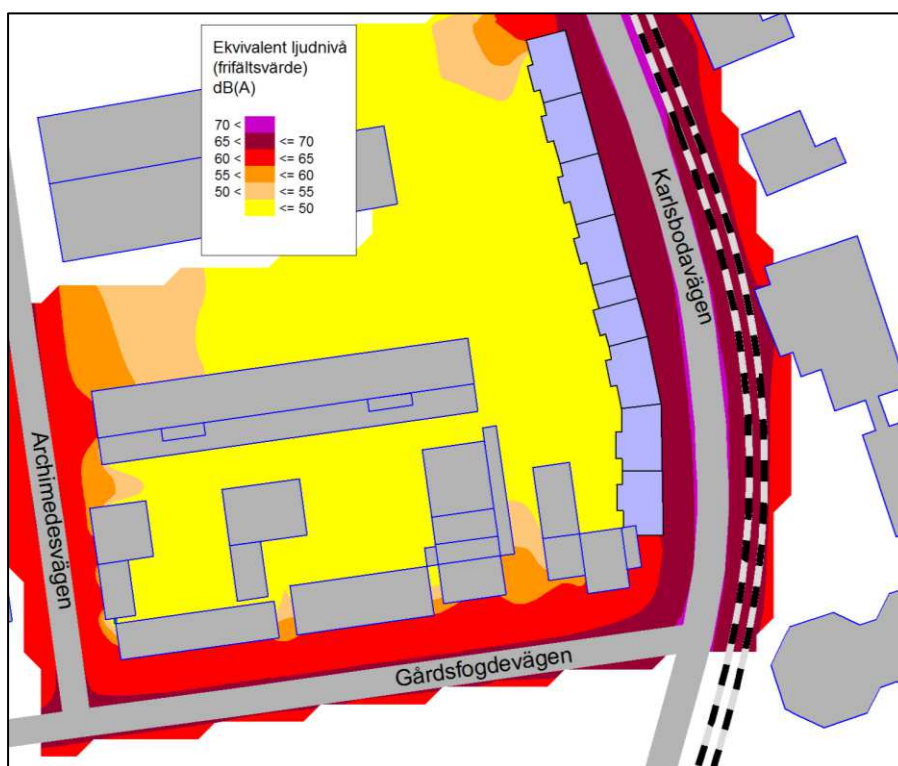 Ekvivalent ljudnivå
(frifältsvärde)
dB(A)
70 <
65 < <= 70
60 < <= 65
55 < <= 60
50 < <= 55
<= 50
Karlsbodavägen
Archimedesvägen
Gårdsfogdevägen